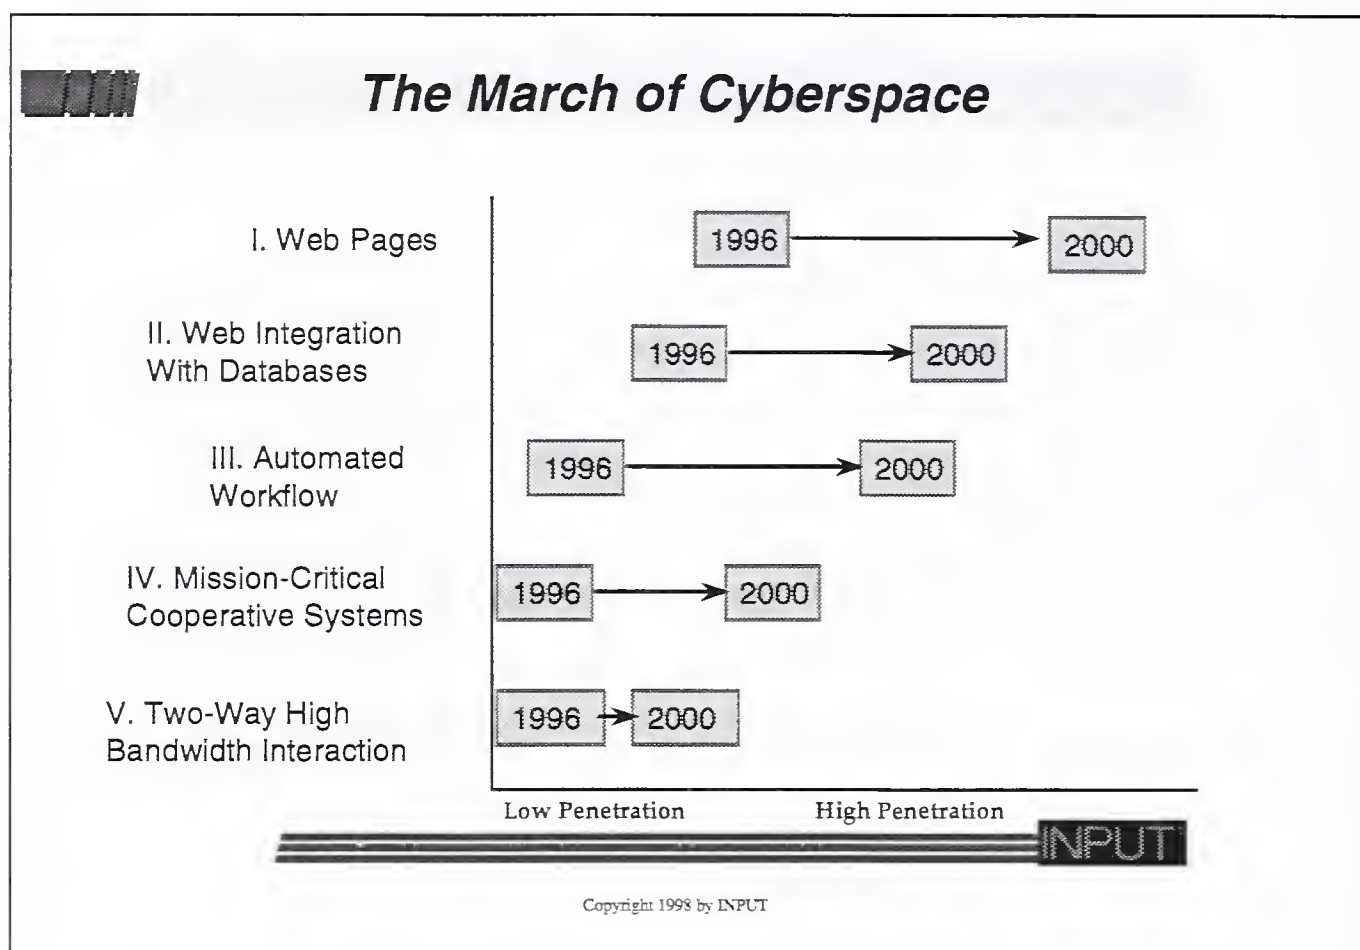 The March of Cyberspace
I. Web Pages
1996
2000
II. Web Integration
With Databases
1996
2000
III. Automated
Workflow
1996
2000
IV. Mission-Critical
Cooperative Systems
1996
2000
V. Two-Way High
Bandwidth Interaction
1996
2000
Low Penetration
High Penetration
INPUT
Copyright 1998 by INPUT